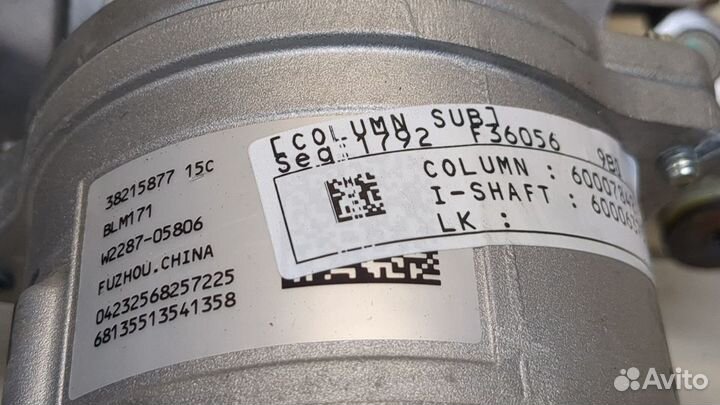 38215877 15C
BLM171
W2287-05806
FUZHOU.CHINA
04232568257225
68135513541358
[COLUMN SUB]
Seq 1792 F36056
COLUMN :
I-SHAFT :
LK :
Avito